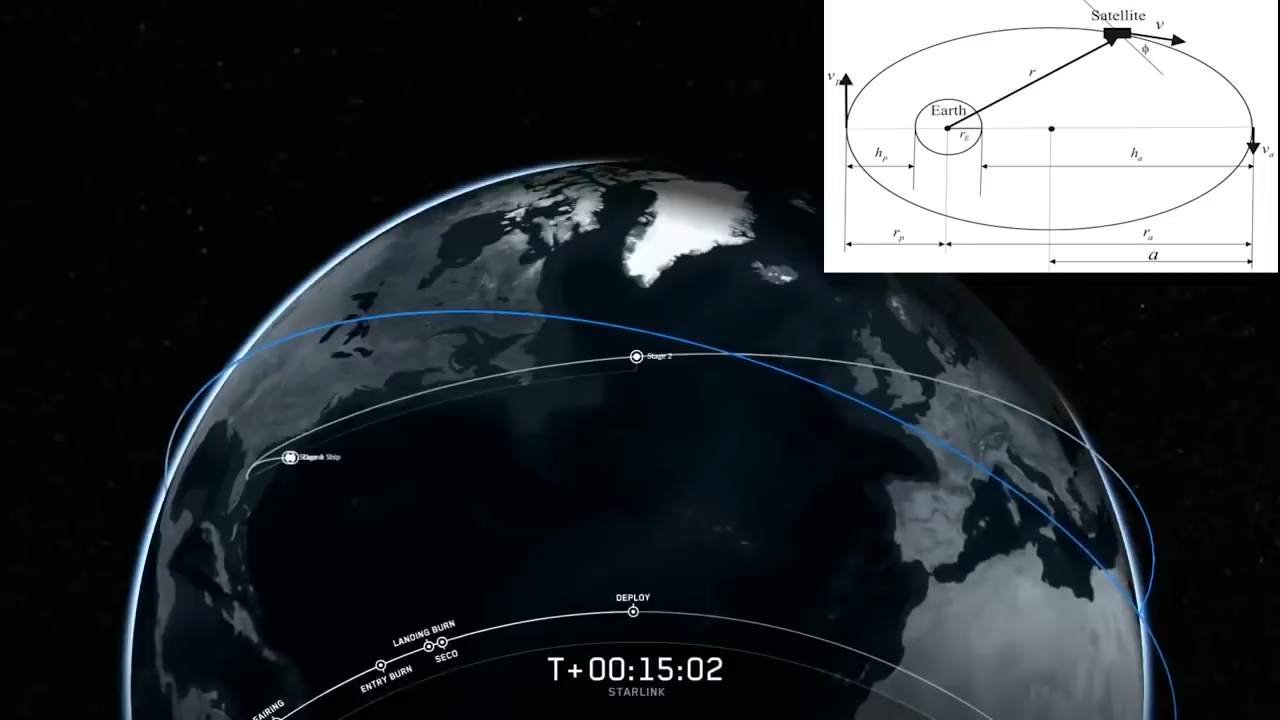 Satellite
v
ϕ
v
r
Earth
r_E
v_a
h_p
h_a
r_p
r_a
a
Stage 2
Ship
DEPLOY
LANDING BURN
SECO
ENTRY BURN
FAIRING
T+00:15:02
STARLINK